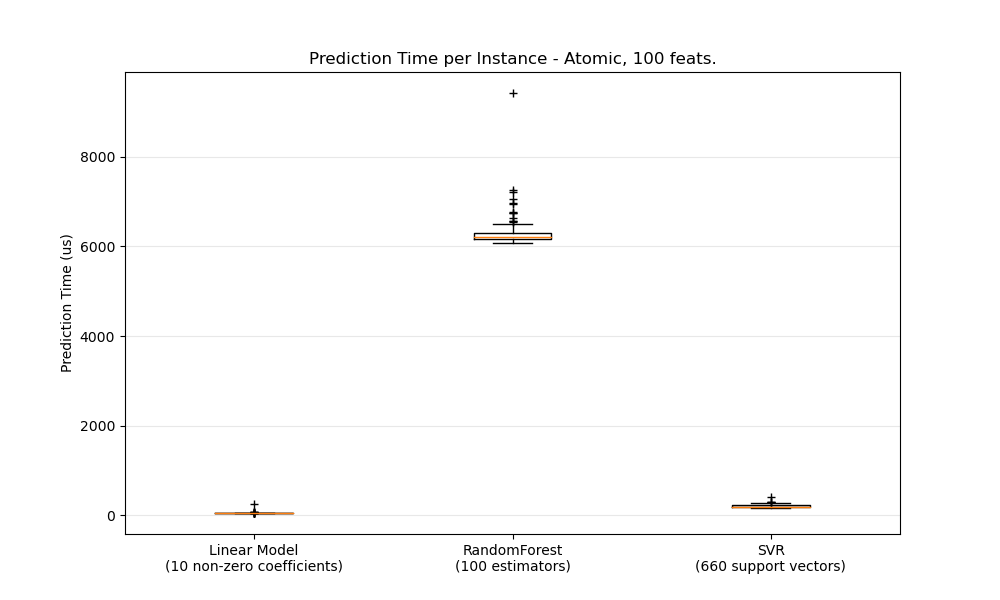 Prediction Time per Instance - Atomic, 100 feats.
Prediction Time (us)
8000
6000
4000
2000
0
Linear Model
(10 non-zero coefficients)
RandomForest
(100 estimators)
SVR
(660 support vectors)